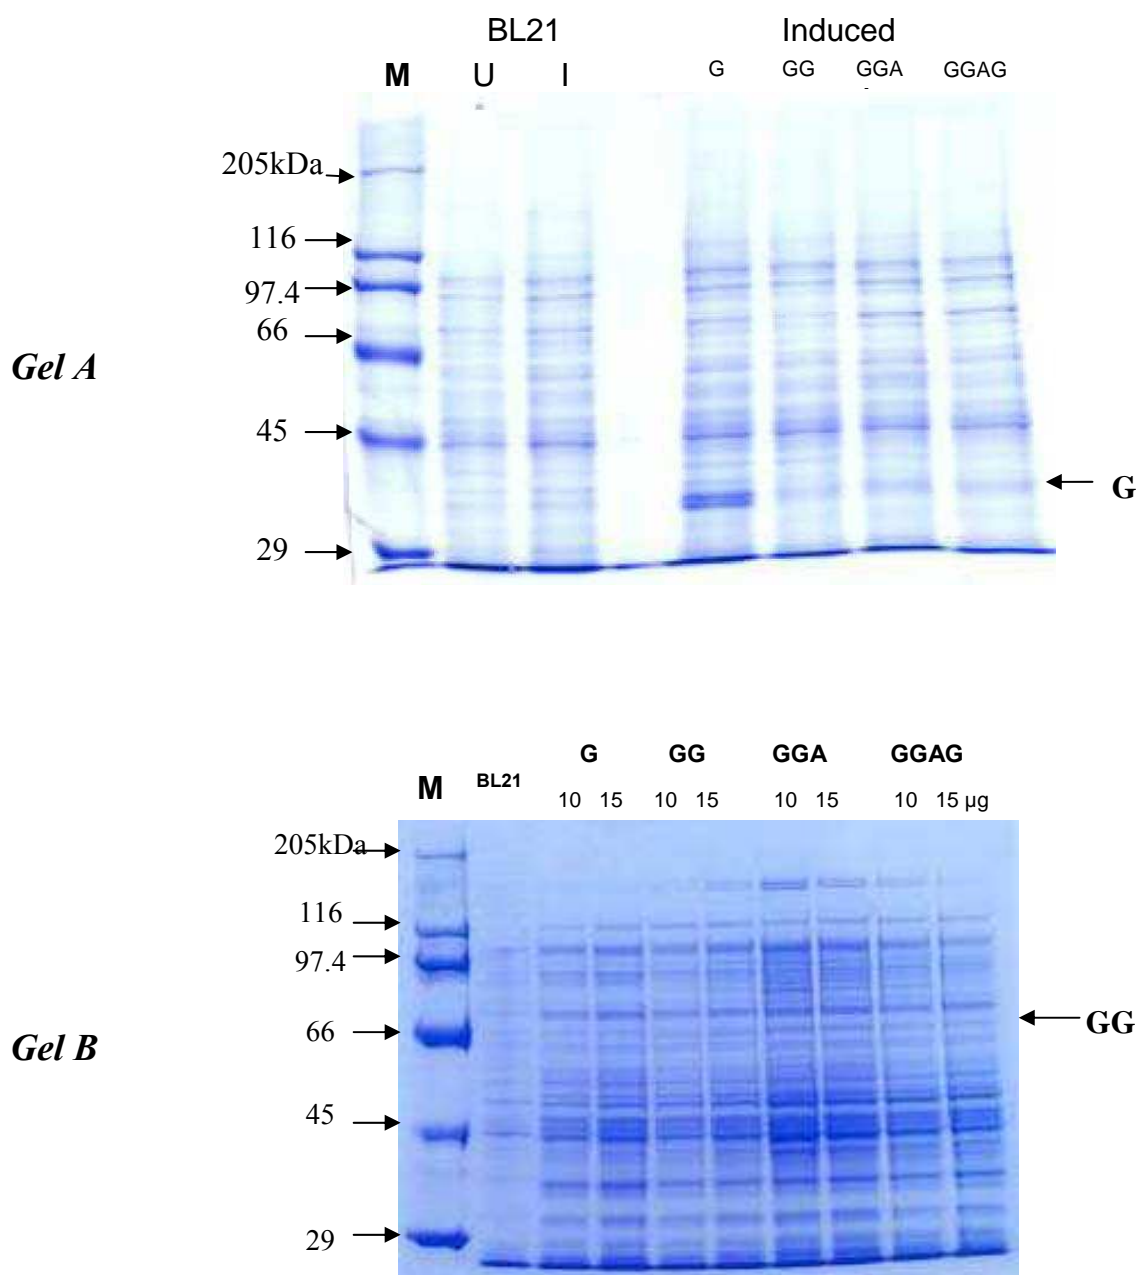 BL21 Induced
M U I G GG GGA GGAG
205kDa
116
97.4
66
Gel A
45
G
29
G GG GGA GGAG
M BL21
10 15 10 15 10 15 10 15 µg
205kDa
116
97.4
GG
66
Gel B
45
29